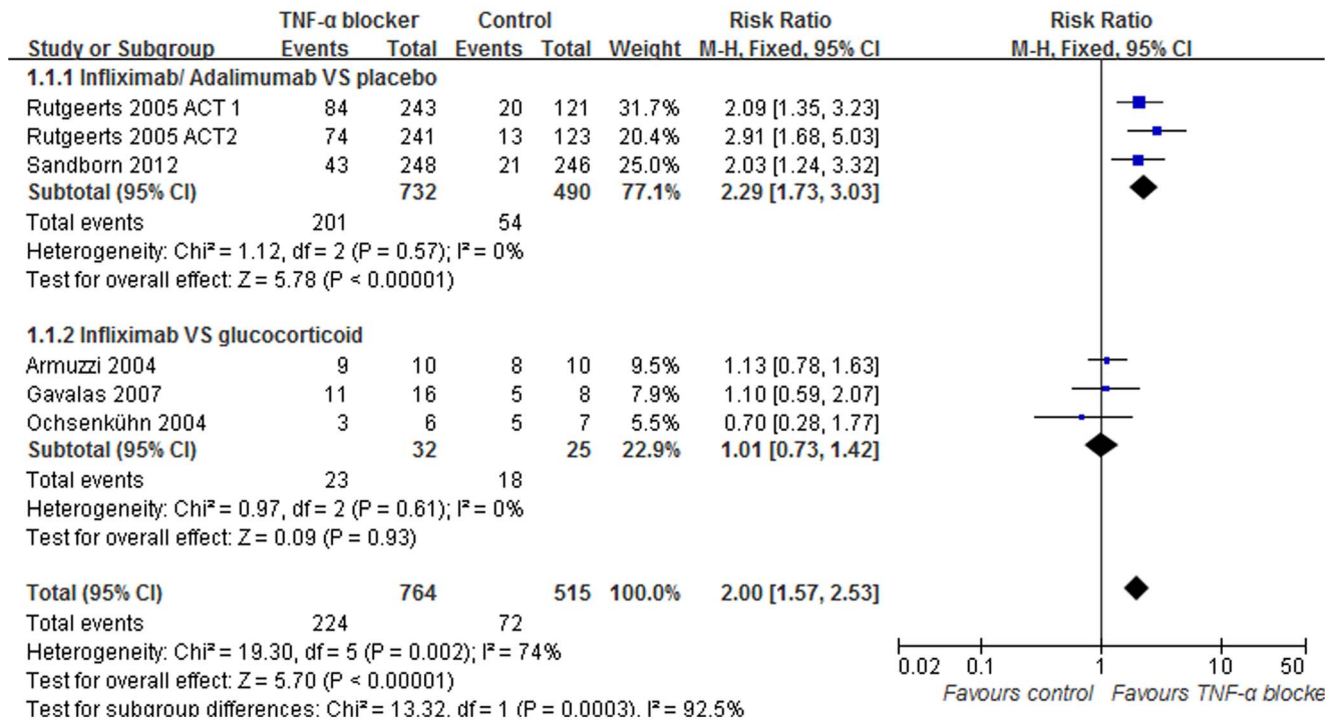 TNF-α blocker Control Risk Ratio Risk Ratio
Study or Subgroup Events Total Events Total Weight M-H, Fixed, 95% CI M-H, Fixed, 95% CI
1.1.1 Infliximab/ Adalimumab VS placebo
Rutgeerts 2005 ACT 1 84 243 20 121 31.7% 2.09 [1.35, 3.23]
Rutgeerts 2005 ACT2 74 241 13 123 20.4% 2.91 [1.68, 5.03]
Sandborn 2012 43 248 21 246 25.0% 2.03 [1.24, 3.32]
Subtotal (95% CI) 732 490 77.1% 2.29 [1.73, 3.03]
Total events 201 54
Heterogeneity: Chi² = 1.12, df = 2 (P = 0.57); I² = 0%
Test for overall effect: Z = 5.78 (P < 0.00001)
1.1.2 Infliximab VS glucocorticoid
Armuzzi 2004 9 10 8 10 9.5% 1.13 [0.78, 1.63]
Gavalas 2007 11 16 5 8 7.9% 1.10 [0.59, 2.07]
Ochsenkühn 2004 3 6 5 7 5.5% 0.70 [0.28, 1.77]
Subtotal (95% CI) 32 25 22.9% 1.01 [0.73, 1.42]
Total events 23 18
Heterogeneity: Chi² = 0.97, df = 2 (P = 0.61); I² = 0%
Test for overall effect: Z = 0.09 (P = 0.93)
Total (95% CI) 764 515 100.0% 2.00 [1.57, 2.53]
Total events 224 72
Heterogeneity: Chi² = 19.30, df = 5 (P = 0.002); I² = 74%
Test for overall effect: Z = 5.70 (P < 0.00001)
Test for subgroup differences: Chi² = 13.32, df = 1 (P = 0.0003), I² = 92.5%
0.02 0.1 1 10 50
Favours control Favours TNF-α blocke